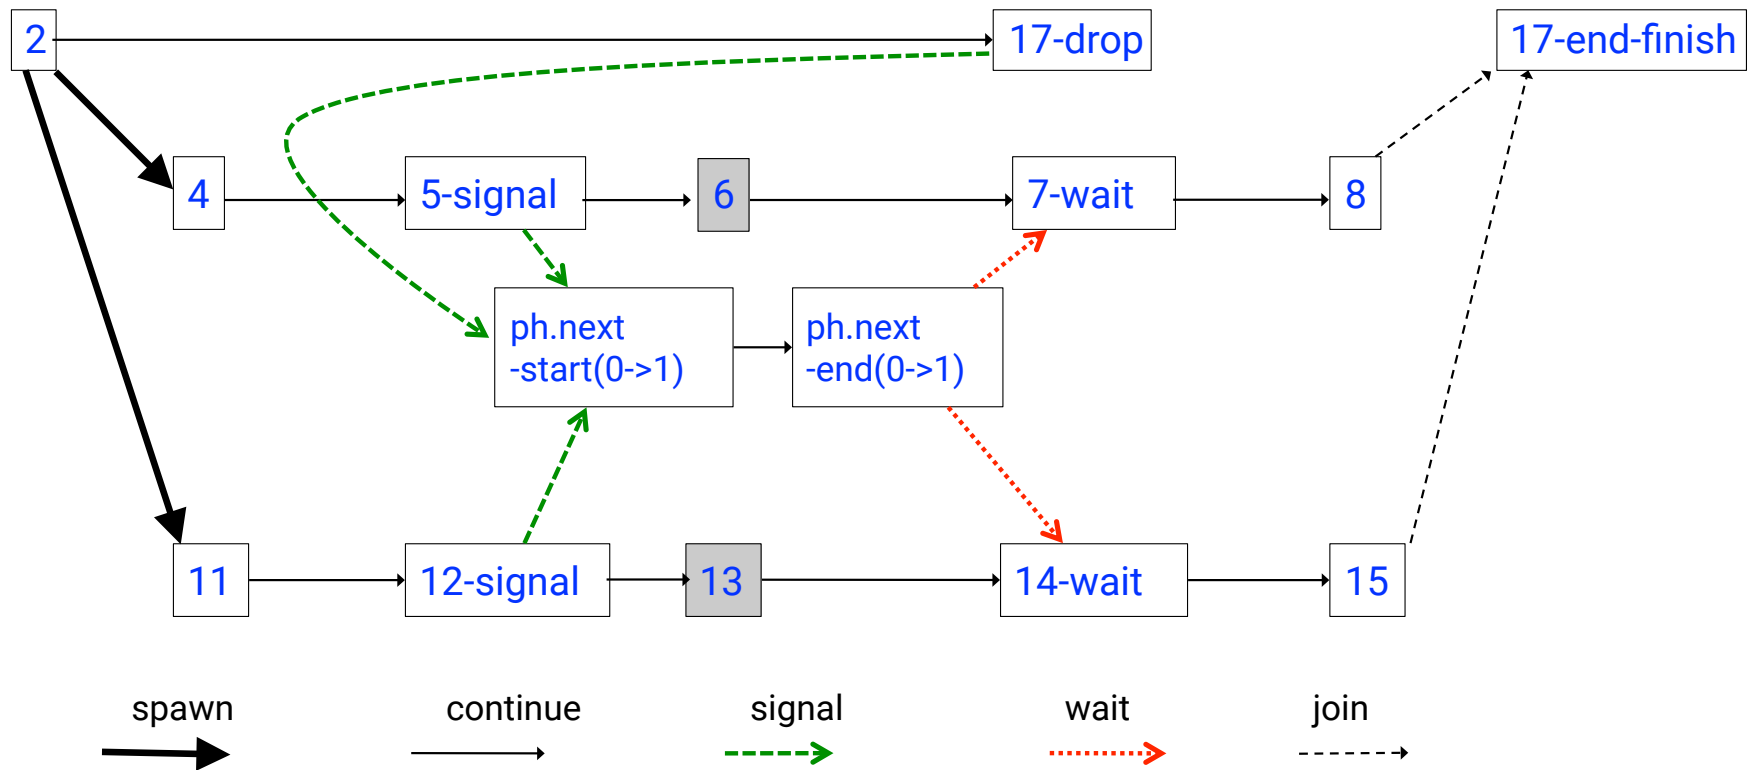 2
17-drop
17-end-finish
4
5-signal
6
7-wait
8
ph.next
-start(0->1)
ph.next
-end(0->1)
11
12-signal
13
14-wait
15
spawn
continue
signal
wait
join